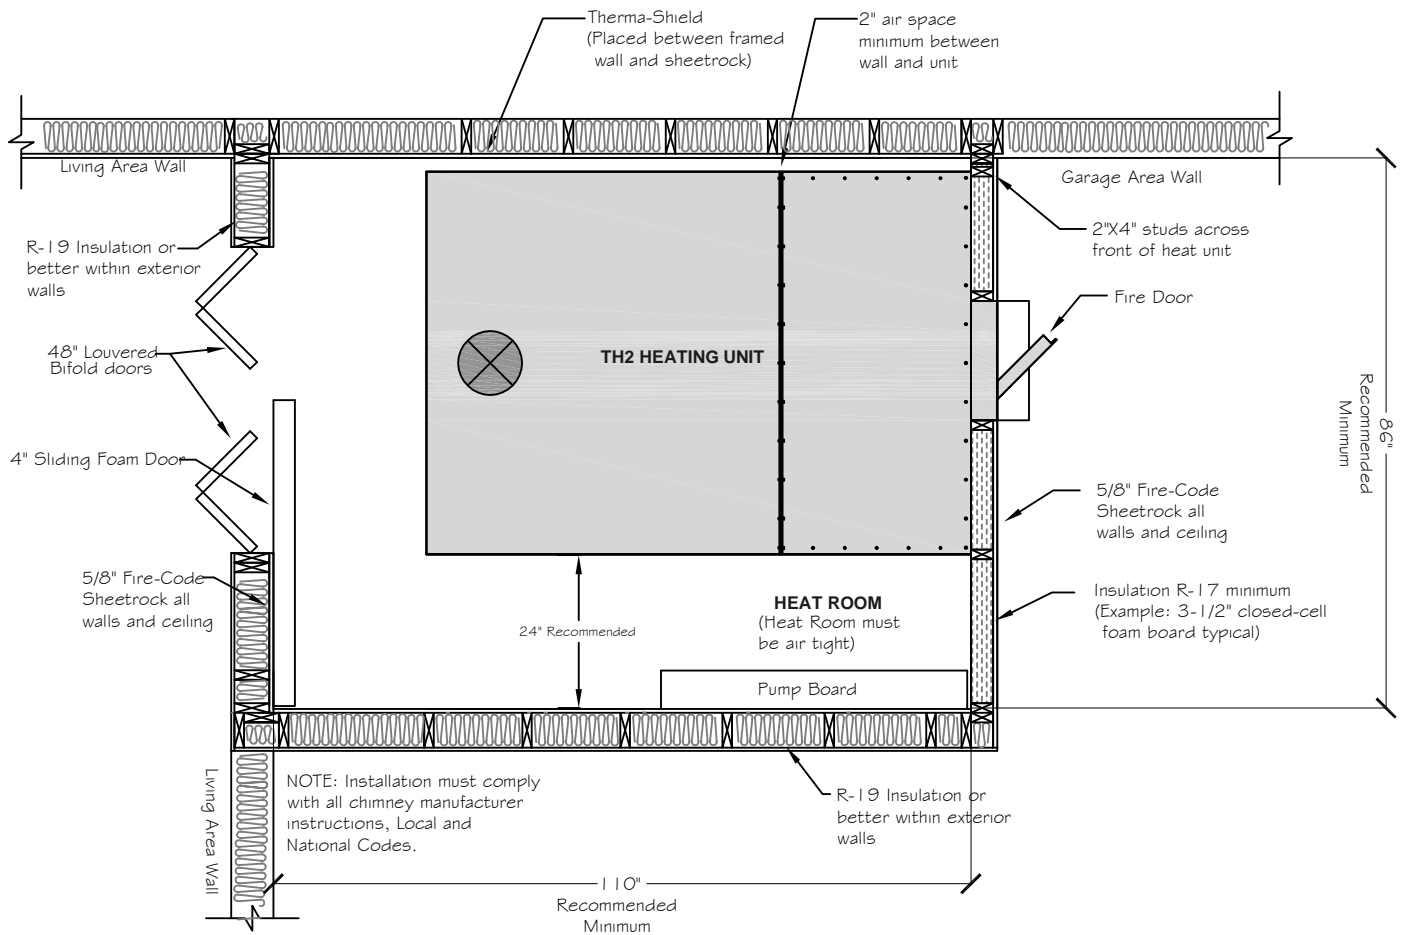 Therma-Shield
(Placed between framed
wall and sheetrock)
2" air space
minimum between
wall and unit
Living Area Wall
Garage Area Wall
R-19 Insulation or
better within exterior
walls
2"X4" studs across
front of heat unit
Fire Door
48" Louvered
Bifold doors
TH2 HEATING UNIT
86"
Recommended
Minimum
4" Sliding Foam Door
5/8" Fire-Code
Sheetrock all
walls and ceiling
5/8" Fire-Code
Sheetrock all
walls and ceiling
Insulation R-17 minimum
(Example: 3-1/2" closed-cell
foam board typical)
HEAT ROOM
(Heat Room must
be air tight)
24" Recommended
Pump Board
Living Area Wall
NOTE: Installation must comply
with all chimney manufacturer
instructions, Local and
National Codes.
R-19 Insulation or
better within exterior
walls
110"
Recommended
Minimum